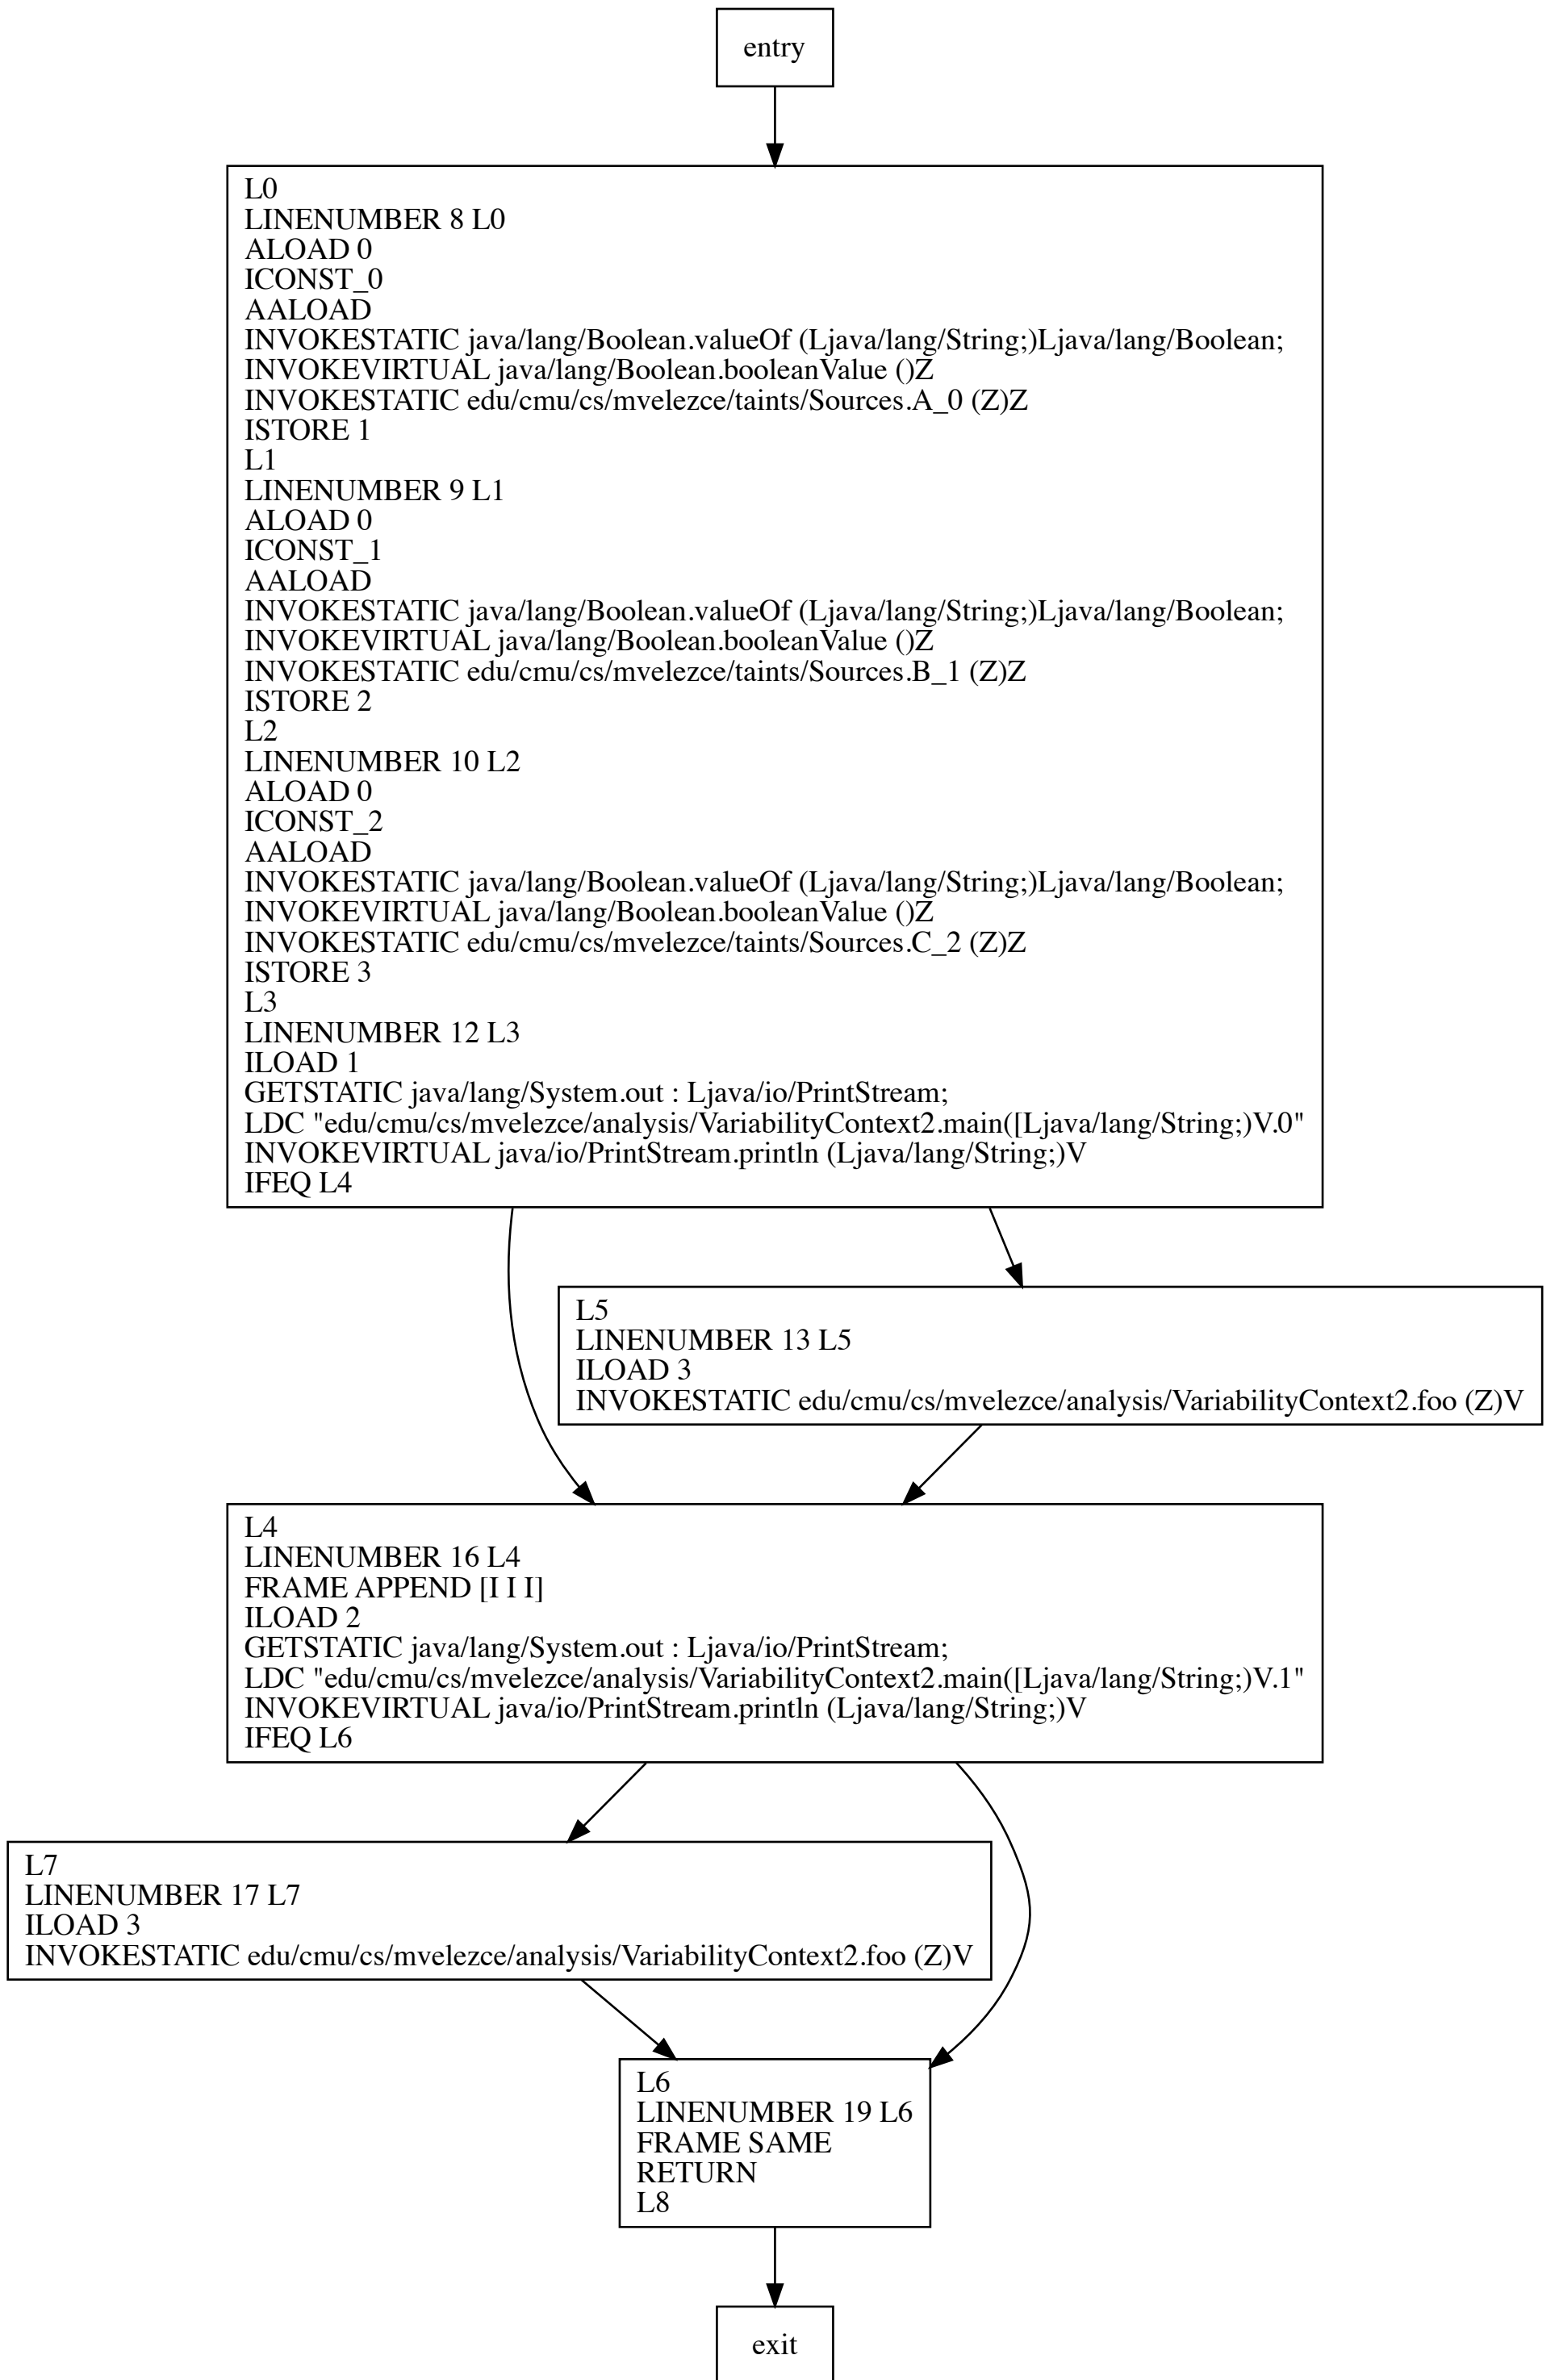 entry
L0
LINENUMBER 8 L0
ALOAD 0
ICONST_0
AALOAD
INVOKESTATIC java/lang/Boolean.valueOf (Ljava/lang/String;)Ljava/lang/Boolean;
INVOKEVIRTUAL java/lang/Boolean.booleanValue ()Z
INVOKESTATIC edu/cmu/cs/mvelezce/taints/Sources.A_0 (Z)Z
ISTORE 1
L1
LINENUMBER 9 L1
ALOAD 0
ICONST_1
AALOAD
INVOKESTATIC java/lang/Boolean.valueOf (Ljava/lang/String;)Ljava/lang/Boolean;
INVOKEVIRTUAL java/lang/Boolean.booleanValue ()Z
INVOKESTATIC edu/cmu/cs/mvelezce/taints/Sources.B_1 (Z)Z
ISTORE 2
L2
LINENUMBER 10 L2
ALOAD 0
ICONST_2
AALOAD
INVOKESTATIC java/lang/Boolean.valueOf (Ljava/lang/String;)Ljava/lang/Boolean;
INVOKEVIRTUAL java/lang/Boolean.booleanValue ()Z
INVOKESTATIC edu/cmu/cs/mvelezce/taints/Sources.C_2 (Z)Z
ISTORE 3
L3
LINENUMBER 12 L3
ILOAD 1
GETSTATIC java/lang/System.out : Ljava/io/PrintStream;
LDC "edu/cmu/cs/mvelezce/analysis/VariabilityContext2.main([Ljava/lang/String;)V.0"
INVOKEVIRTUAL java/io/PrintStream.println (Ljava/lang/String;)V
IFEQ L4
L5
LINENUMBER 13 L5
ILOAD 3
INVOKESTATIC edu/cmu/cs/mvelezce/analysis/VariabilityContext2.foo (Z)V
L4
LINENUMBER 16 L4
FRAME APPEND [I I I]
ILOAD 2
GETSTATIC java/lang/System.out : Ljava/io/PrintStream;
LDC "edu/cmu/cs/mvelezce/analysis/VariabilityContext2.main([Ljava/lang/String;)V.1"
INVOKEVIRTUAL java/io/PrintStream.println (Ljava/lang/String;)V
IFEQ L6
L7
LINENUMBER 17 L7
ILOAD 3
INVOKESTATIC edu/cmu/cs/mvelezce/analysis/VariabilityContext2.foo (Z)V
L6
LINENUMBER 19 L6
FRAME SAME
RETURN
L8
exit